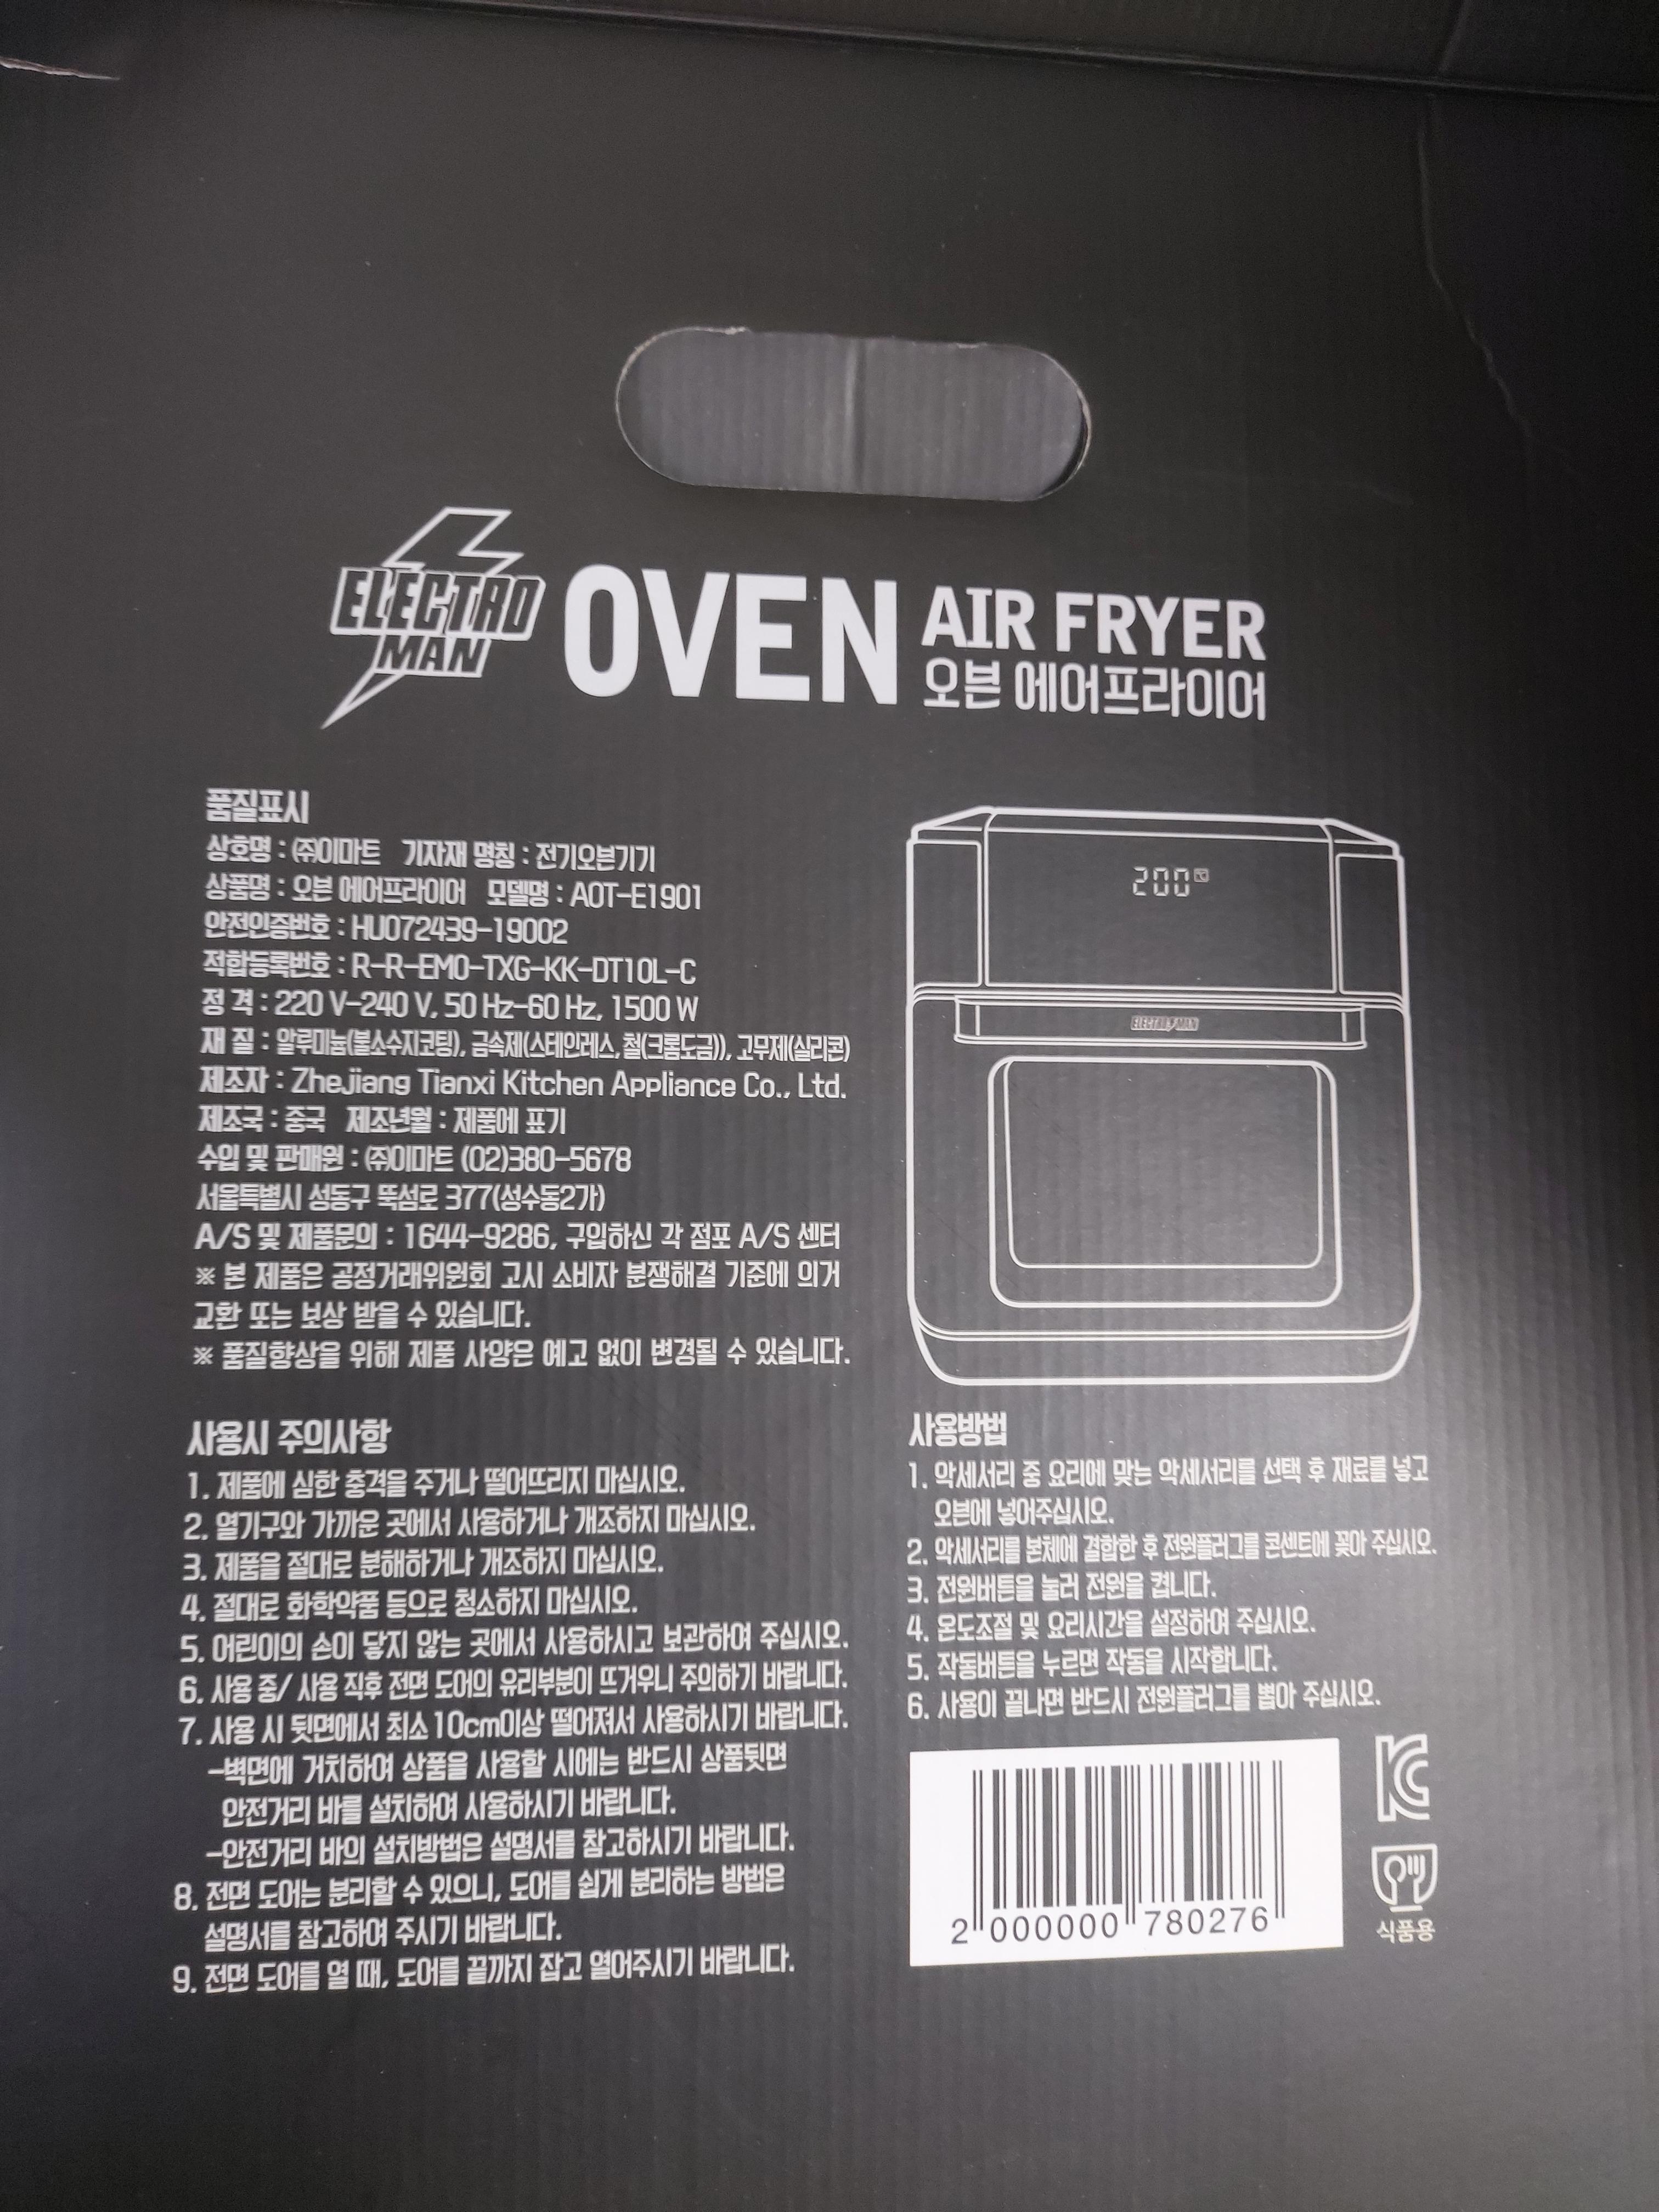 ELECTRO
MAN
OVEN
AIR FRYER
오븐 에어프라이어
품질표시
상호명 : ㈜이마트 기자재 명칭 : 전기오븐기기
상품명 : 오븐 에어프라이어 모델명 : AOT-E1901
안전인증번호 : HU072439-19002
적합등록번호 : R-R-EMO-TXG-KK-DT10L-C
정 격 : 220 V-240 V, 50 Hz-60 Hz, 1500 W
재 질 : 알루미늄(불소수지코팅), 금속제(스테인레스, 철(크롬도금)), 고무제(실리콘)
제조자 : ZheJiang Tianxi Kitchen Appliance Co., Ltd.
제조국 : 중국 제조년월 : 제품에 표기
수입 및 판매원 : ㈜이마트 (02)380-5678
서울특별시 성동구 뚝섬로 377(성수동2가)
A/S 및 제품문의 : 1644-9286, 구입하신 각 점포 A/S 센터
※ 본 제품은 공정거래위원회 고시 소비자 분쟁해결 기준에 의거
교환 또는 보상 받을 수 있습니다.
※ 품질향상을 위해 제품 사양은 예고 없이 변경될 수 있습니다.
200℃
ELECTRO MAN
사용시 주의사항
1. 제품에 심한 충격을 주거나 떨어뜨리지 마십시오.
2. 열기구와 가까운 곳에서 사용하거나 개조하지 마십시오.
3. 제품을 절대로 분해하거나 개조하지 마십시오.
4. 절대로 화학약품 등으로 청소하지 마십시오.
5. 어린이의 손이 닿지 않는 곳에서 사용하시고 보관하여 주십시오.
6. 사용 중/ 사용 직후 전면 도어의 유리부분이 뜨거우니 주의하기 바랍니다.
7. 사용 시 뒷면에서 최소 10cm이상 떨어져서 사용하시기 바랍니다.
-벽면에 거치하여 상품을 사용할 시에는 반드시 상품뒷면
안전거리 바를 설치하여 사용하시기 바랍니다.
-안전거리 바의 설치방법은 설명서를 참고하시기 바랍니다.
8. 전면 도어는 분리할 수 있으니, 도어를 쉽게 분리하는 방법은
설명서를 참고하여 주시기 바랍니다.
9. 전면 도어를 열 때, 도어를 끝까지 잡고 열어주시기 바랍니다.
사용방법
1. 악세서리 중 요리에 맞는 악세서리를 선택 후 재료를 넣고
오븐에 넣어주십시오.
2. 악세서리를 본체에 결합한 후 전원플러그를 콘센트에 꽂아 주십시오.
3. 전원버튼을 눌러 전원을 켭니다.
4. 온도조절 및 요리시간을 설정하여 주십시오.
5. 작동버튼을 누르면 작동을 시작합니다.
6. 사용이 끝나면 반드시 전원플러그를 뽑아 주십시오.
2 000000 780276
KC
식품용